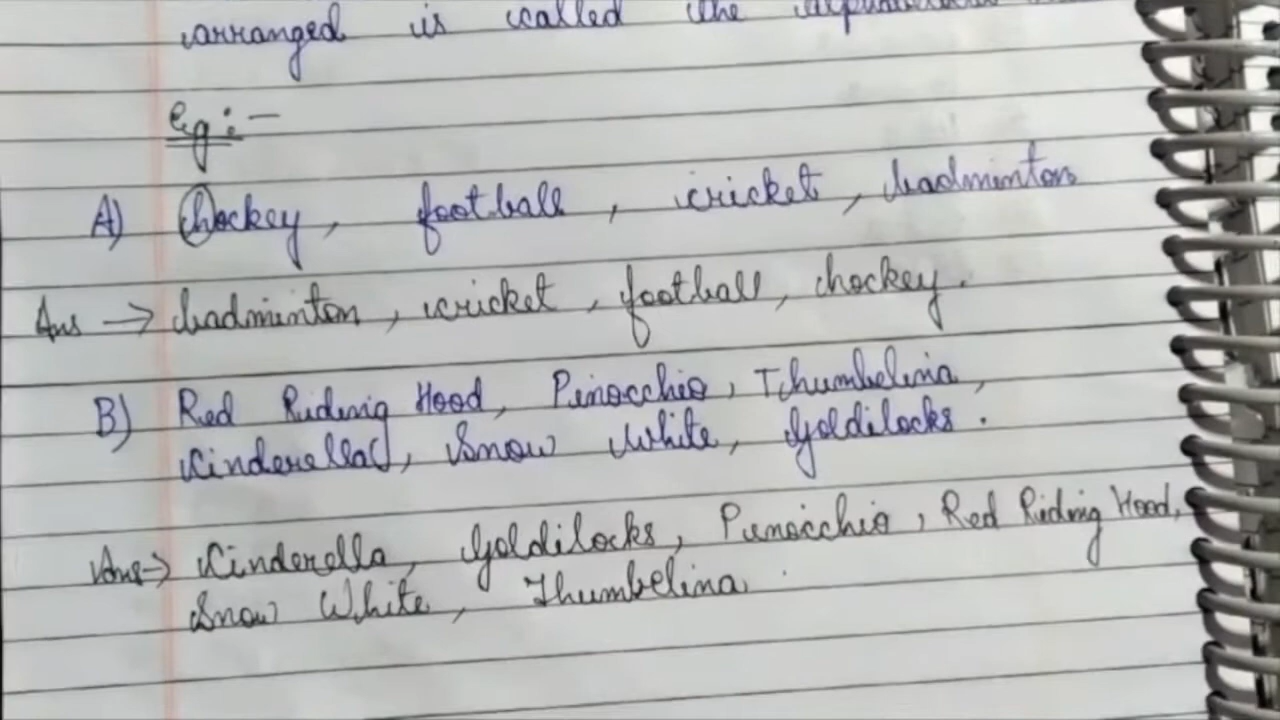 arranged is called the
eg:-
A) hockey, football, cricket, badminton
Ans → badminton, cricket, football, hockey.
B) Red Riding Hood, Pinocchio, Thumbelina,
Cinderella, Snow White, Goldilocks.
Ans → Cinderella, Goldilocks, Pinocchio, Red Riding Hood,
Snow White, Thumbelina.